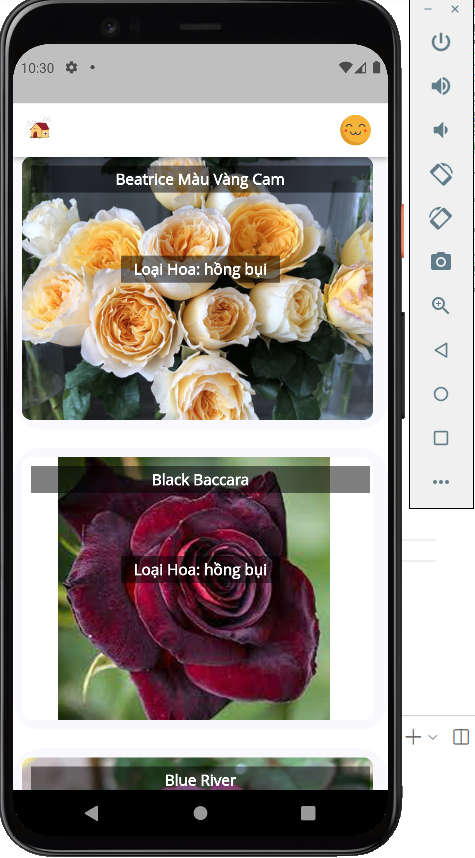 10:30
Beatrice Màu Vàng Cam
Loại Hoa: hồng bụi
Black Baccara
Loại Hoa: hồng bụi
Blue River